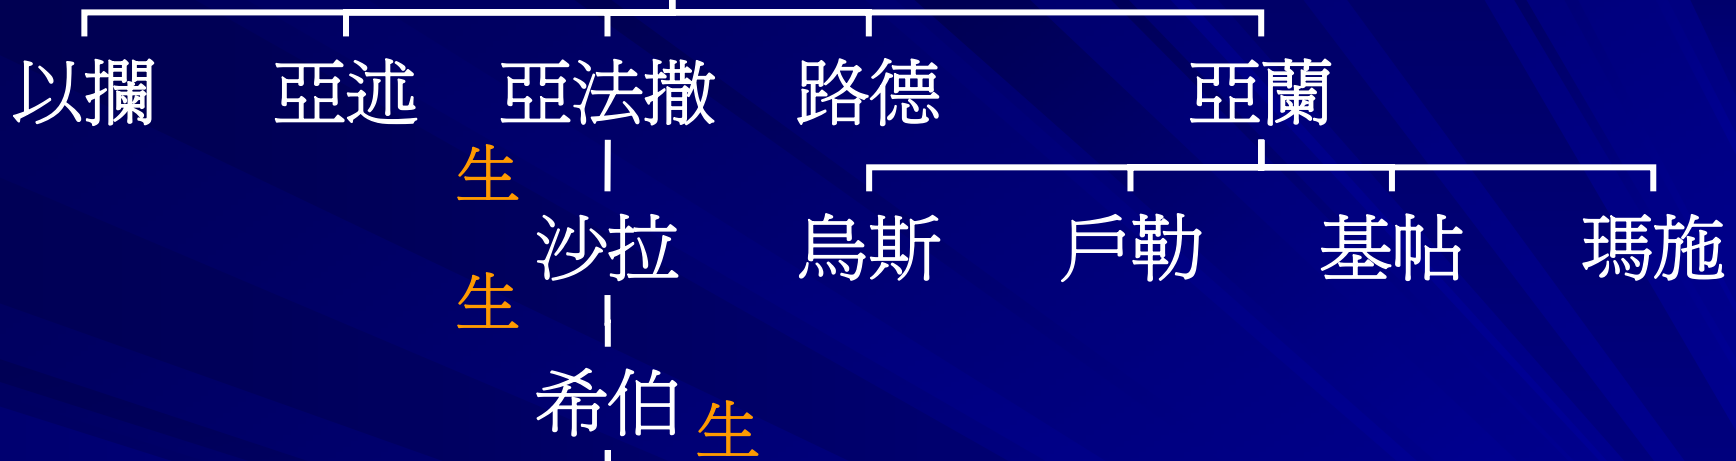 以攔 亞述 亞法撒 路德 亞蘭
生
沙拉 烏斯 戶勒 基帖 瑪施
生
希伯
生